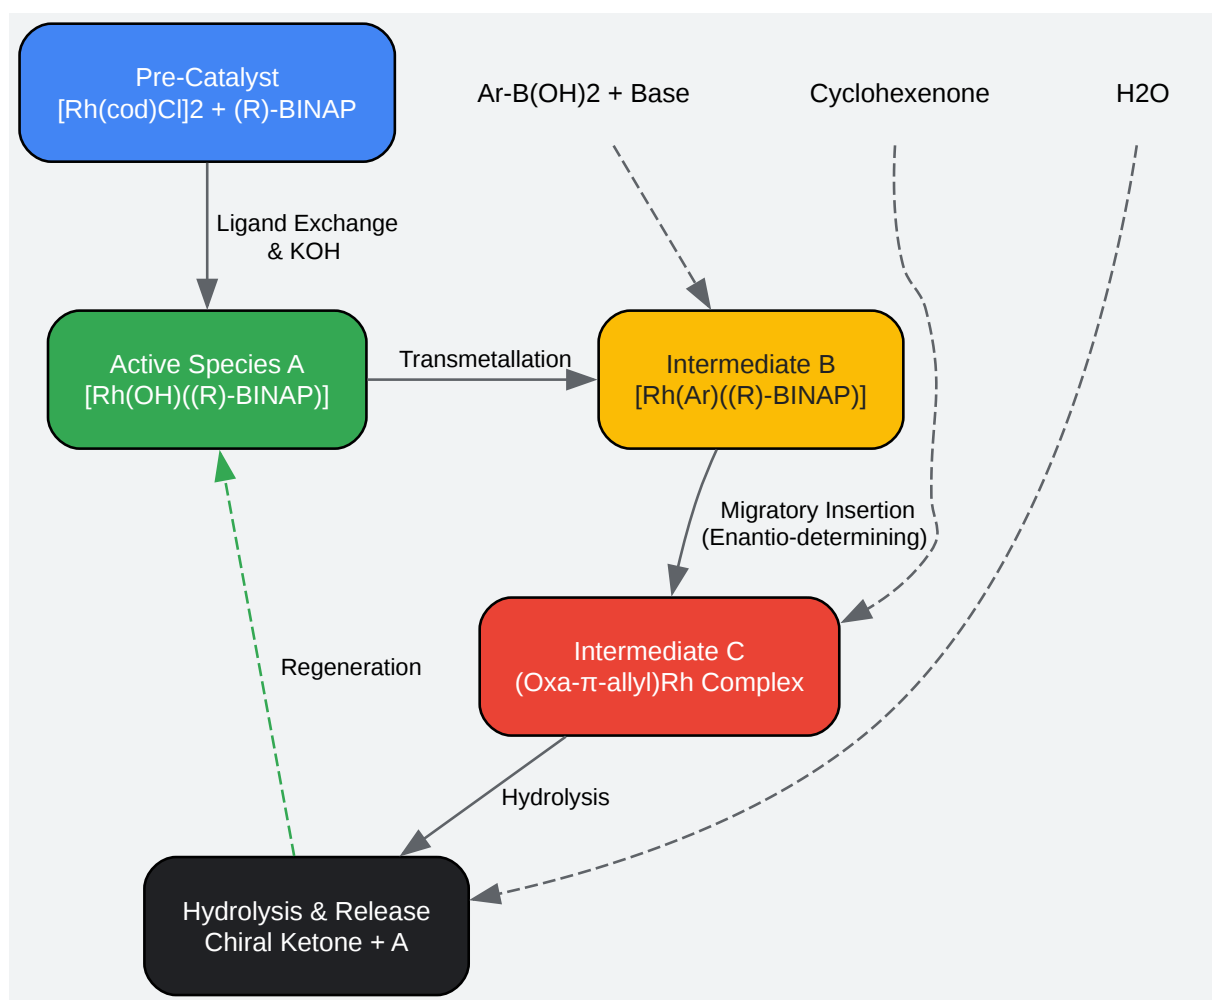 Pre-Catalyst
[Rh(cod)Cl]2 + (R)-BINAP
Ar-B(OH)2 + Base
Cyclohexenone
H2O
Ligand Exchange
& KOH
Active Species A
[Rh(OH)((R)-BINAP)]
Transmetallation
Intermediate B
[Rh(Ar)((R)-BINAP)]
Migratory Insertion
(Enantio-determining)
Intermediate C
(Oxa-π-allyl)Rh Complex
Regeneration
Hydrolysis
Hydrolysis & Release
Chiral Ketone + A